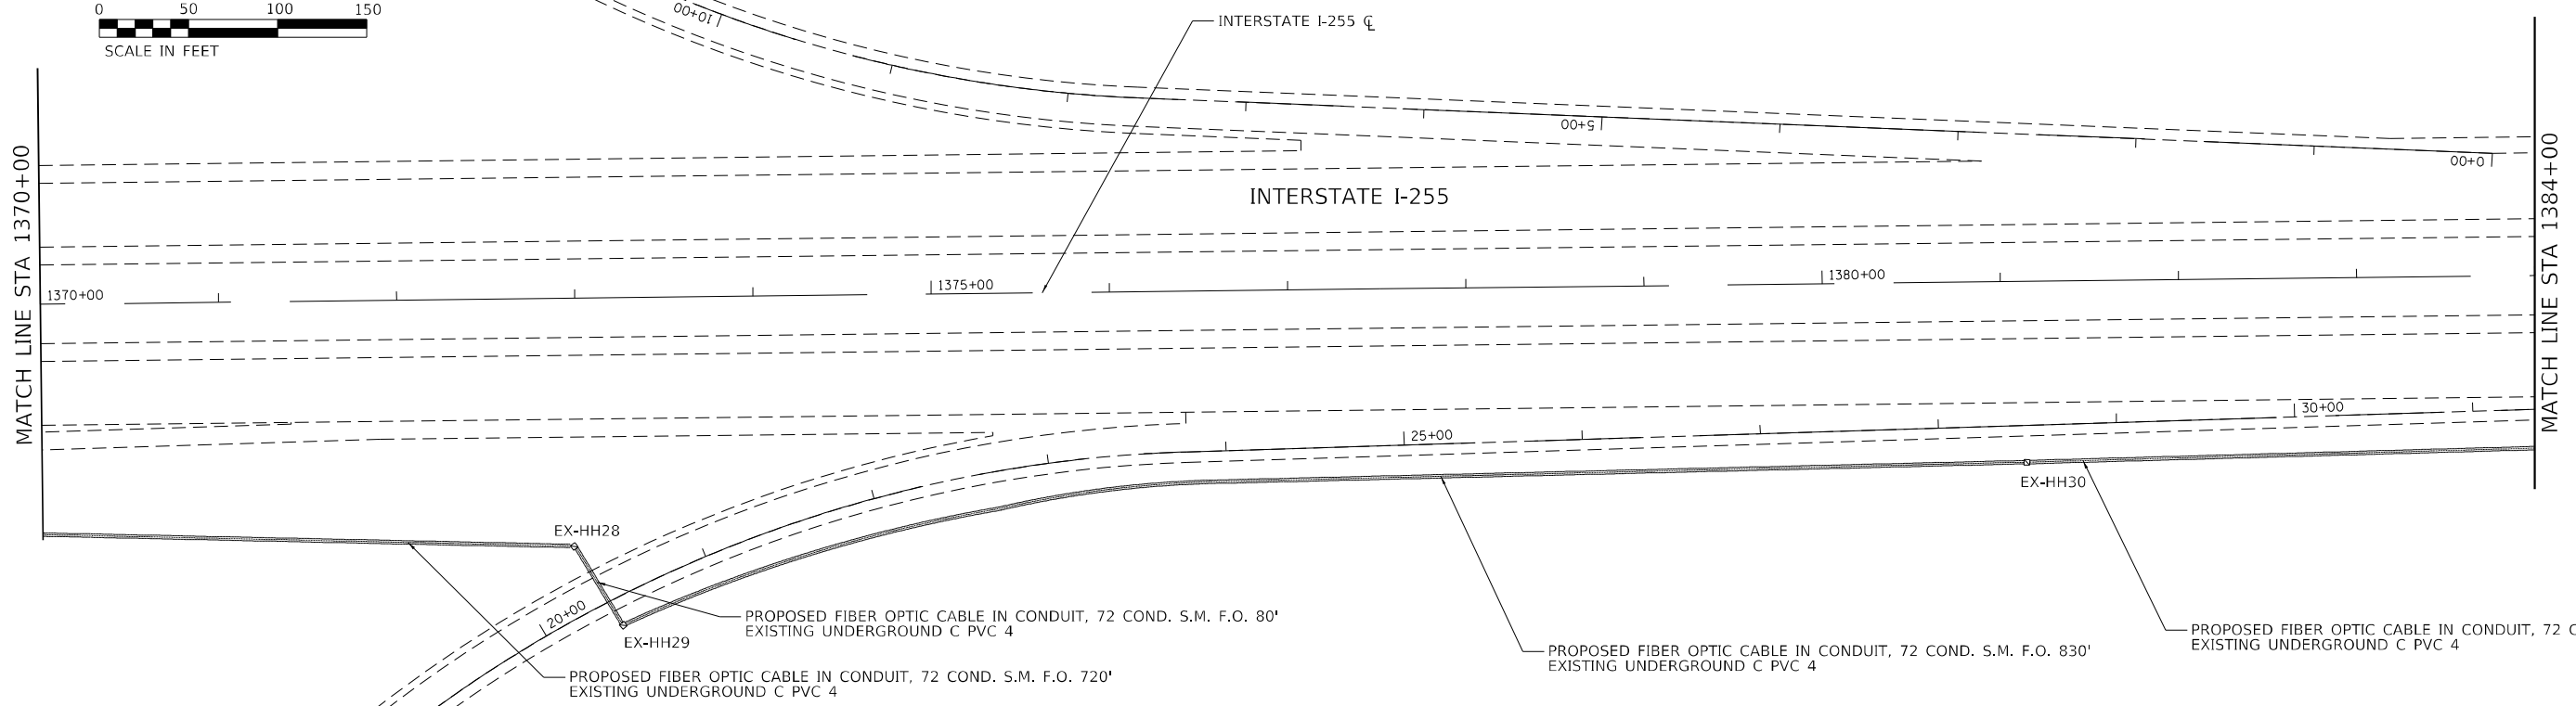 0 50 100 150
SCALE IN FEET
10+00
INTERSTATE I-255 ℄
5+00
0+00
INTERSTATE I-255
MATCH LINE STA 1370+00
MATCH LINE STA 1384+00
1370+00
1375+00
1380+00
25+00
30+00
EX-HH30
EX-HH28
20+00
EX-HH29
PROPOSED FIBER OPTIC CABLE IN CONDUIT, 72 COND. S.M. F.O. 80'
EXISTING UNDERGROUND C PVC 4
PROPOSED FIBER OPTIC CABLE IN CONDUIT, 72 COND. S.M. F.O. 720'
EXISTING UNDERGROUND C PVC 4
PROPOSED FIBER OPTIC CABLE IN CONDUIT, 72 COND. S.M. F.O. 830'
EXISTING UNDERGROUND C PVC 4
PROPOSED FIBER OPTIC CABLE IN CONDUIT, 72 C
EXISTING UNDERGROUND C PVC 4